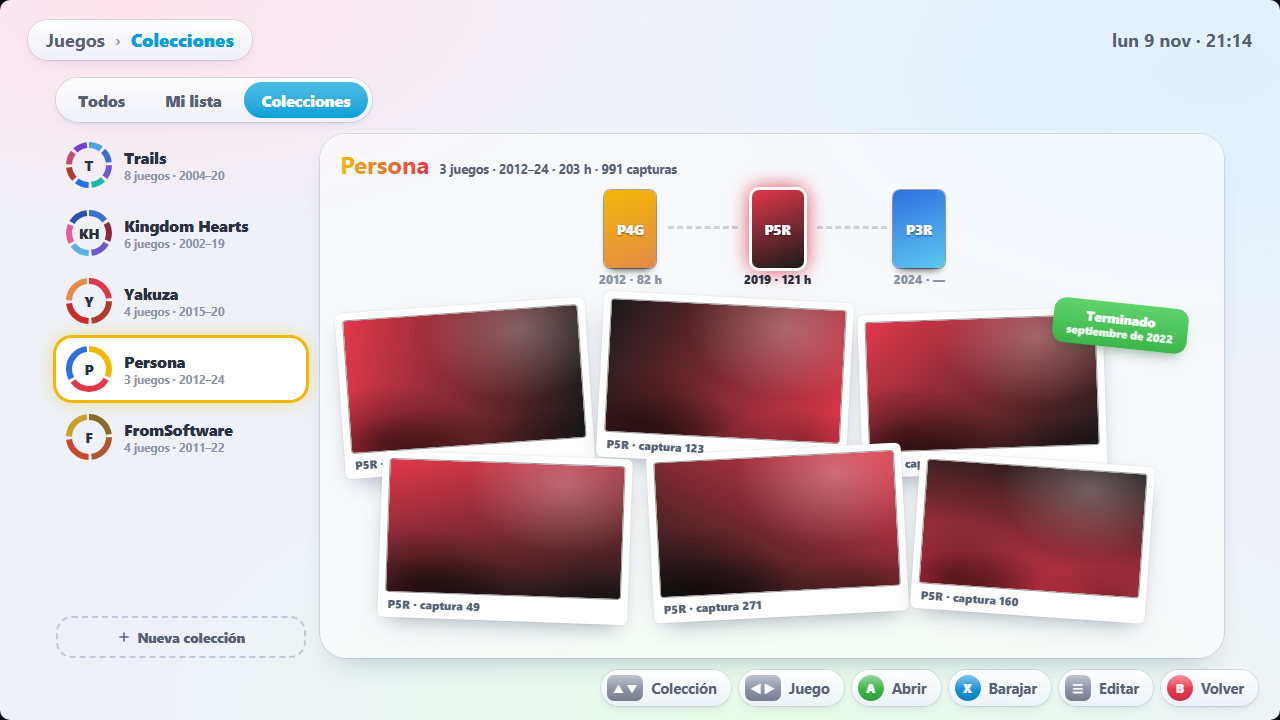 Juegos › Colecciones
lun 9 nov · 21:14
Todos
Mi lista
Colecciones
T
Trails
8 juegos · 2004–20
KH
Kingdom Hearts
6 juegos · 2002–19
Y
Yakuza
4 juegos · 2015–20
P
Persona
3 juegos · 2012–24
F
FromSoftware
4 juegos · 2011–22
+ Nueva colección
Persona 3 juegos · 2012–24 · 203 h · 991 capturas
P4G
P5R
P3R
2012 · 82 h
2019 · 121 h
2024 · —
Terminado
septiembre de 2022
P5R ·
P5R · captura 123
P5R · captura 49
P5R · captura 271
P5R · captura 160
▲▼ Colección
◀▶ Juego
A Abrir
X Barajar
☰ Editar
B Volver